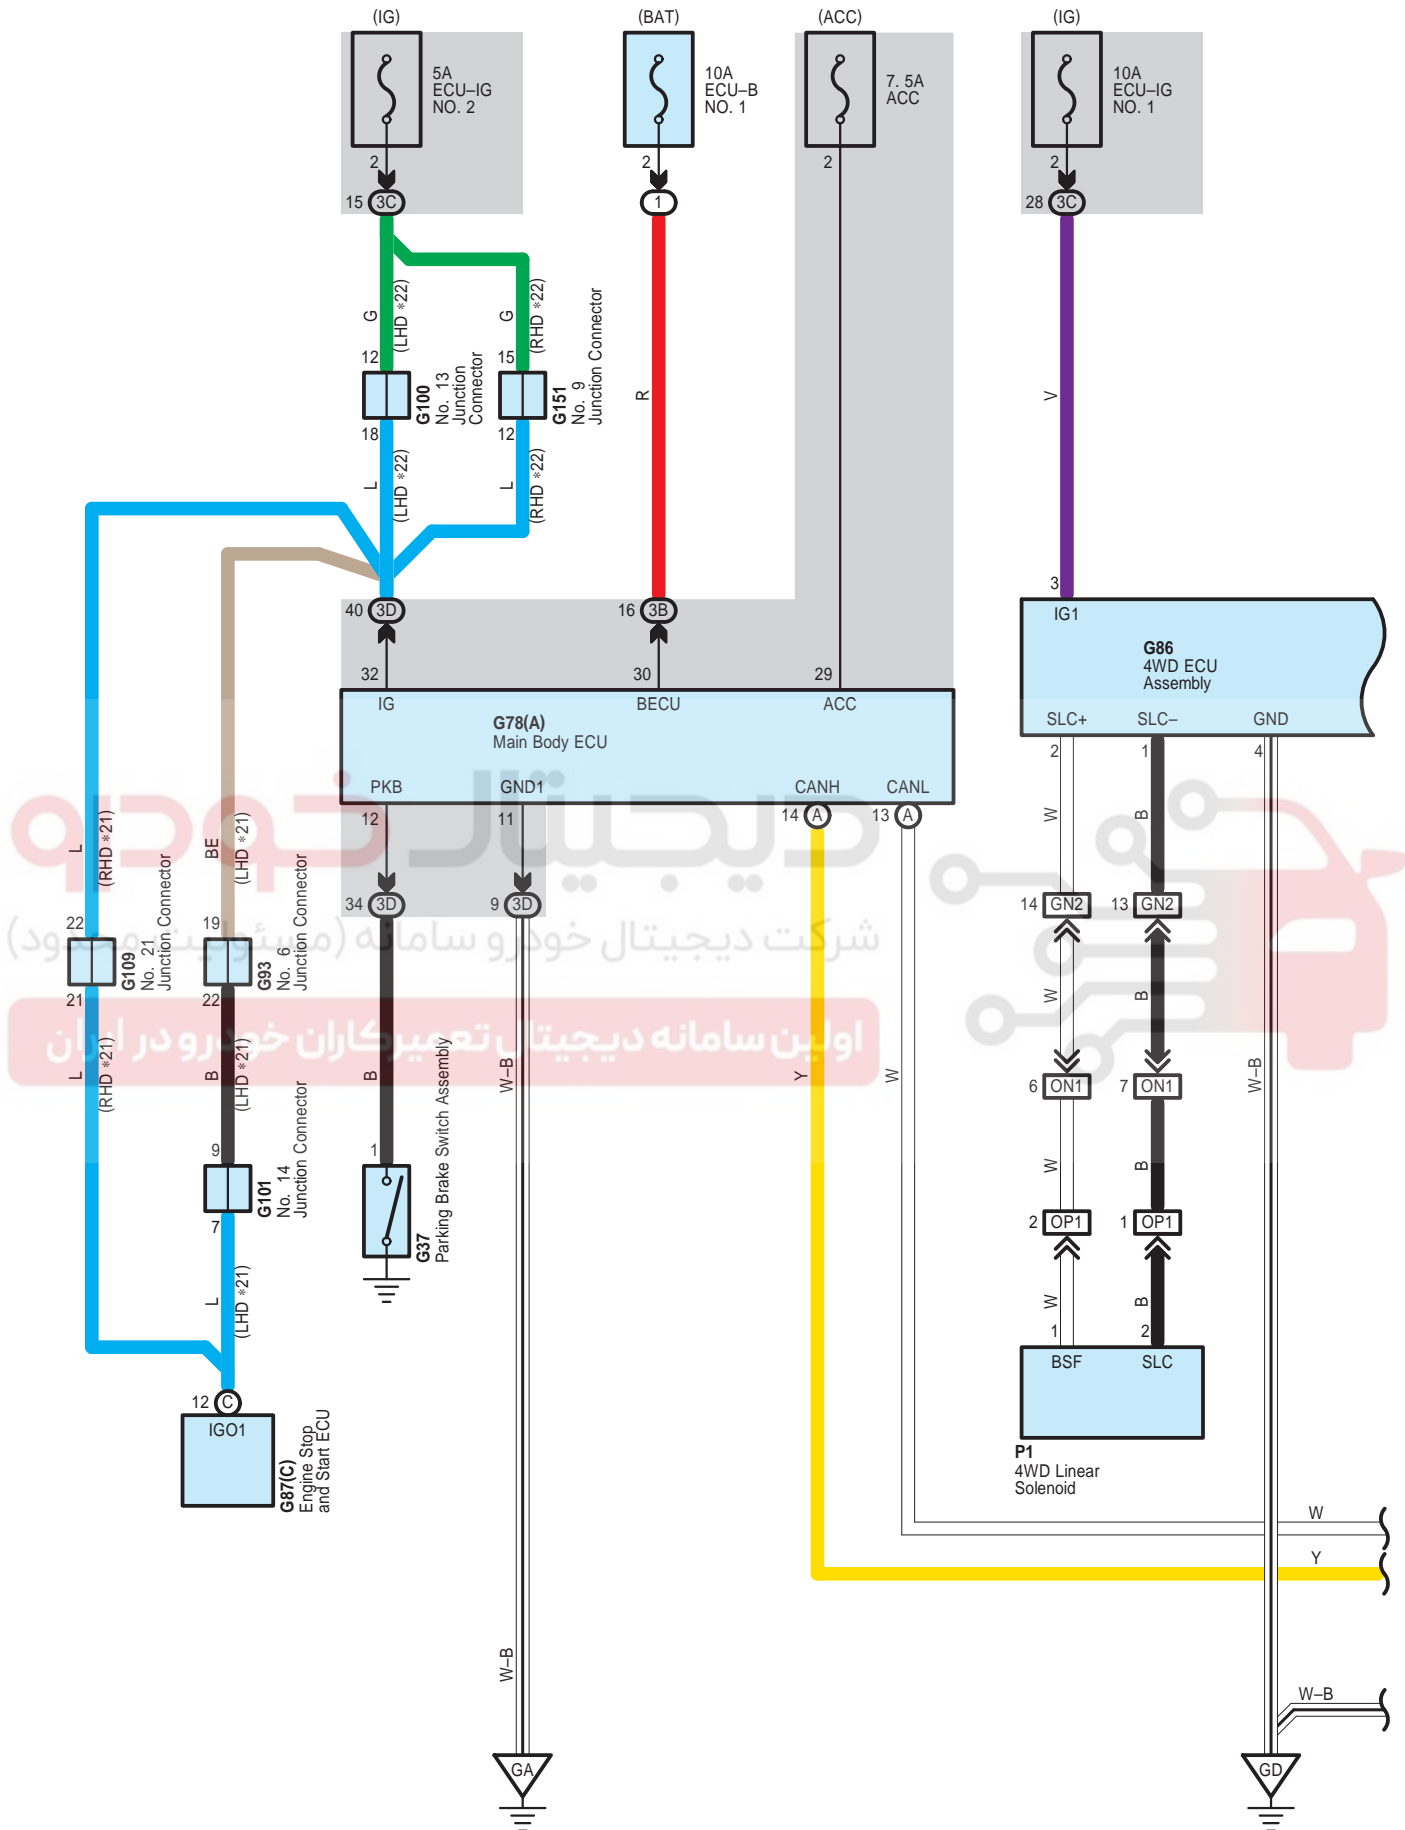 (IG)
(BAT)
(ACC)
(IG)
5A
ECU–IG
NO. 2
10A
ECU–B
NO. 1
7. 5A
ACC
10A
ECU–IG
NO. 1
2
2
2
2
15 3C
1
28 3C
G
(LHD *22)
G
(RHD *22)
12
15
G100
No. 13
Junction
Connector
G151
No. 9
Junction Connector
R
V
18
12
L
(LHD *22)
L
(RHD *22)
40 3D
16 3B
3
32
30
29
IG1
G86
4WD ECU
Assembly
IG
BECU
ACC
G78(A)
Main Body ECU
SLC+
SLC–
GND
2
1
4
PKB
GND1
CANH
CANL
12
11
14 A
13 A
دیجیتال خودرو
L
(RHD *21)
BE
(LHD *21)
W
B
22
19
34 3D
9 3D
14 GN2
13 GN2
شرکت دیجیتال خودرو سامانه (مسئولیت محدود)
G109
No. 21
Junction Connector
G93
No. 6
Junction Connector
21
22
W
B
اولین سامانه دیجیتال تعمیرکاران خودرو در ایران
L
(RHD *21)
B
(LHD *21)
B
W–B
Y
W
W–B
6 ON1
7 ON1
9
1
W
B
G101
No. 14
Junction Connector
G37
Parking Brake Switch Assembly
7
2 OP1
1 OP1
L
(LHD *21)
W
B
1
2
BSF
SLC
12 C
IGO1
G87(C)
Engine Stop
and Start ECU
P1
4WD Linear
Solenoid
W
Y
W–B
W–B
GA
GD